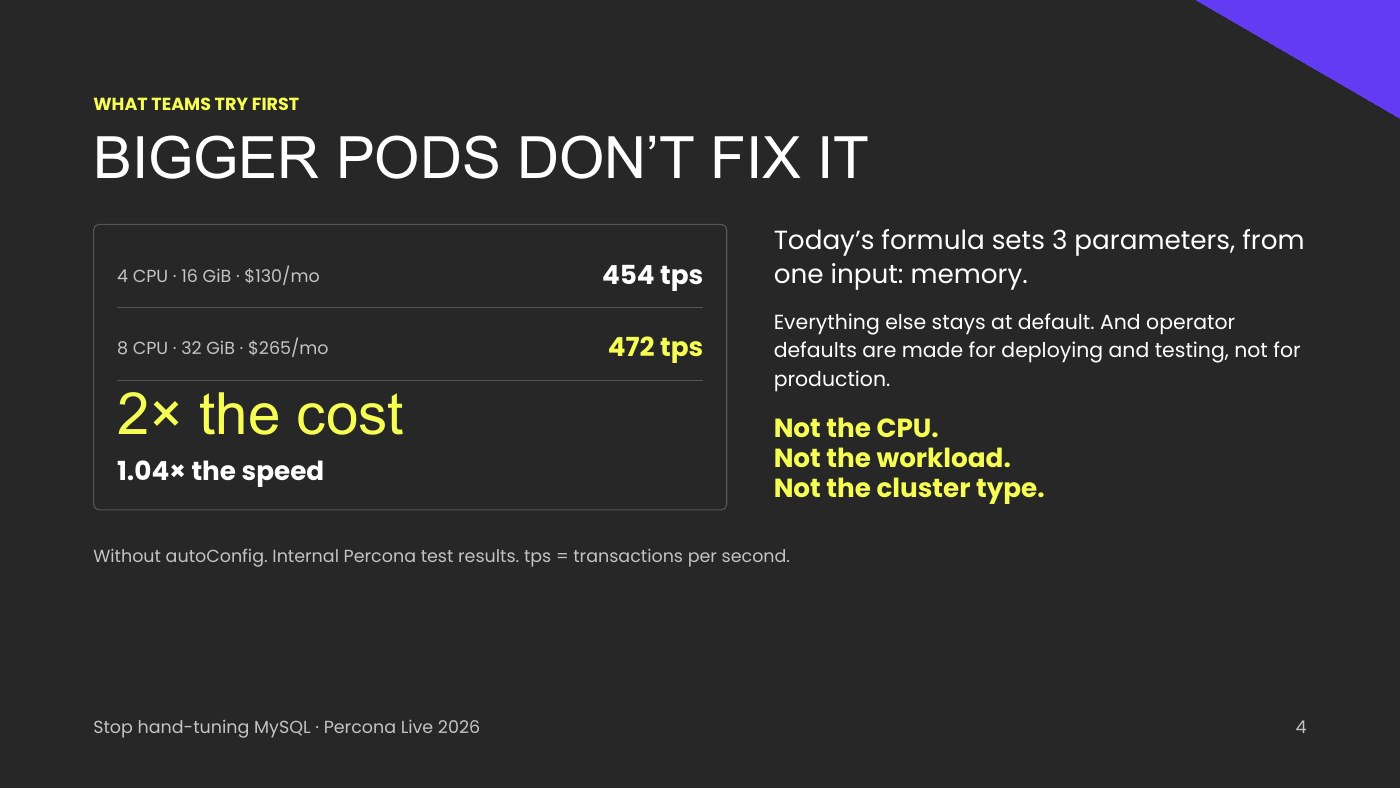 WHAT TEAMS TRY FIRST
BIGGER PODS DON’T FIX IT
4 CPU · 16 GiB · $130/mo
454 tps
8 CPU · 32 GiB · $265/mo
472 tps
2× the cost
1.04× the speed
Today’s formula sets 3 parameters, from
one input: memory.
Everything else stays at default. And operator
defaults are made for deploying and testing, not for
production.
Not the CPU.
Not the workload.
Not the cluster type.
Without autoConfig. Internal Percona test results. tps = transactions per second.
Stop hand-tuning MySQL · Percona Live 2026
4